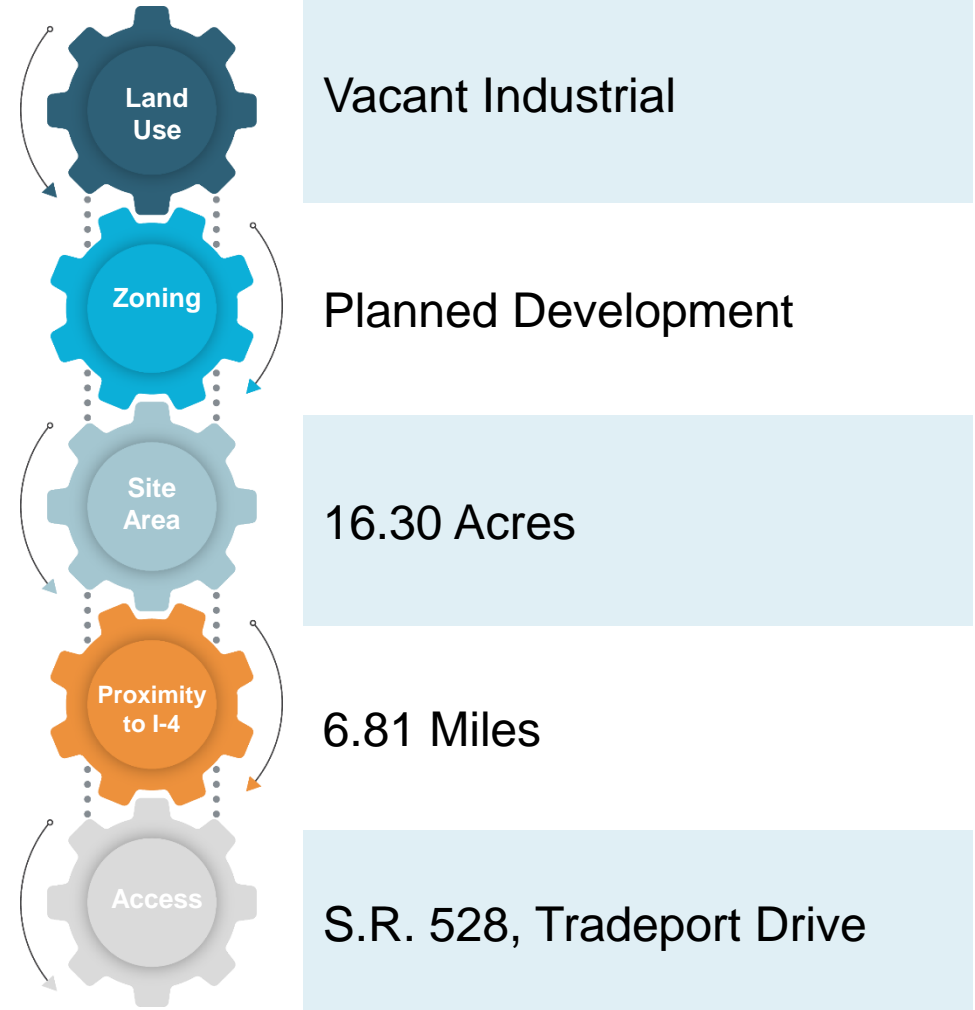 Land
Use
Vacant Industrial
Zoning
Planned Development
Site
Area
16.30 Acres
Proximity
to I-4
6.81 Miles
Access
S.R. 528, Tradeport Drive